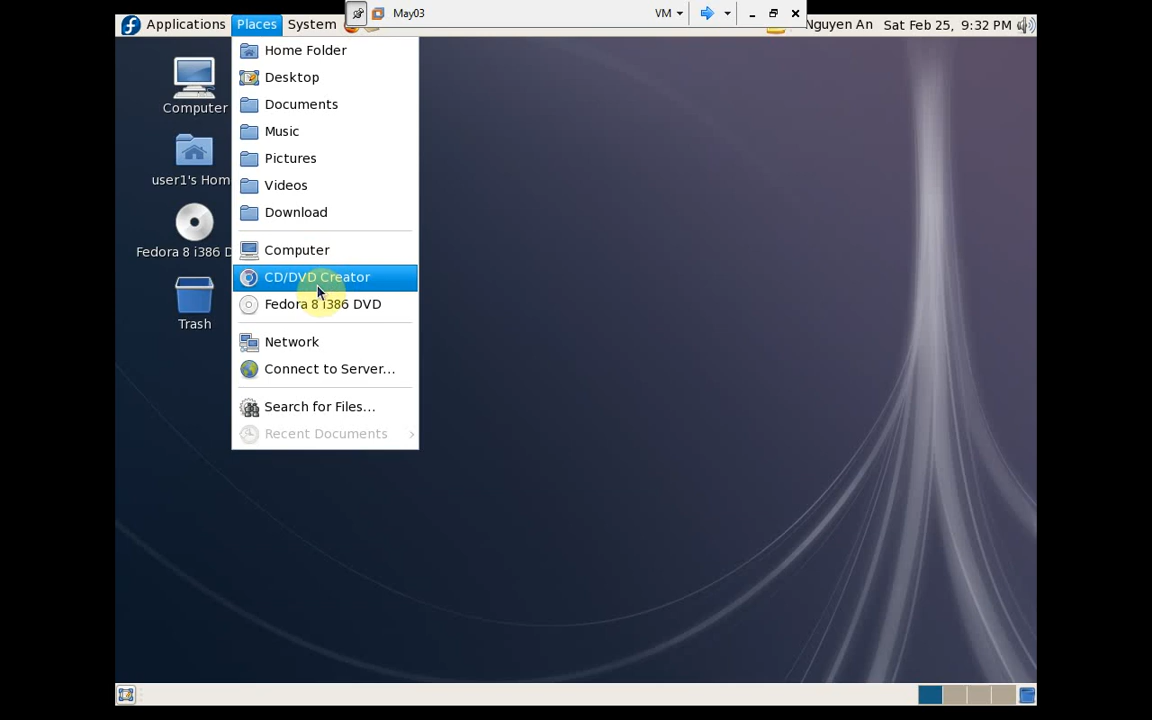 May03
VM
Applications Places System
Nguyen An Sat Feb 25, 9:32 PM
Home Folder
Desktop
Documents
Music
Pictures
Videos
Download
Computer
CD/DVD Creator
Fedora 8 i386 DVD
Network
Connect to Server...
Search for Files...
Recent Documents
Computer
user1's Hom
Fedora 8 i386 D
Trash